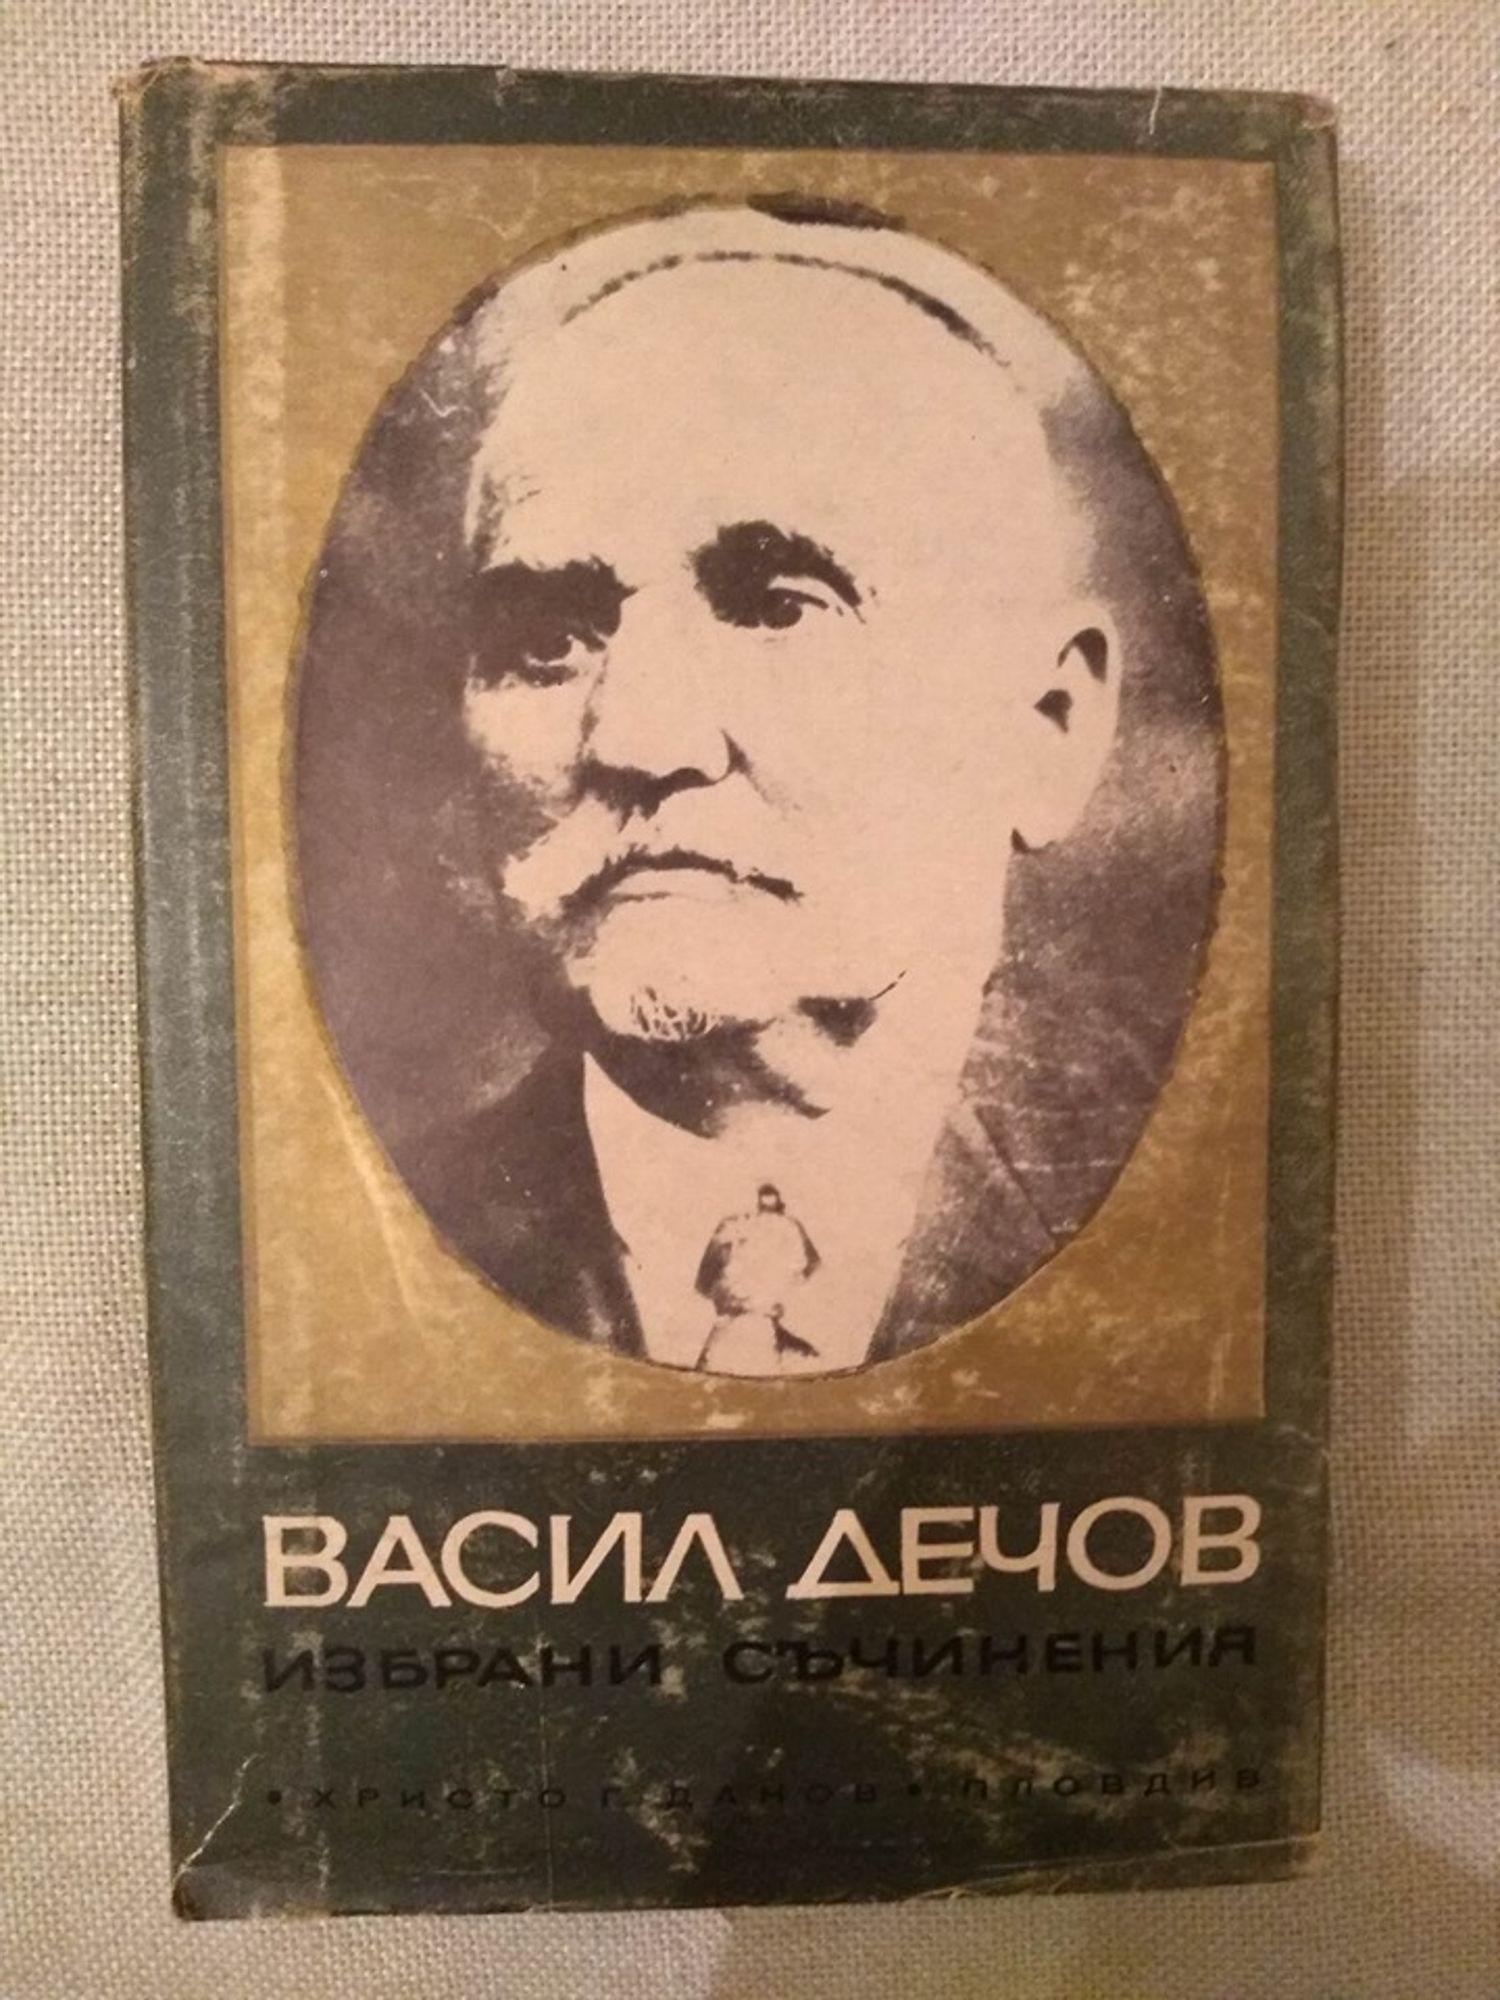 ВАСИЛ ДЕЧОВ
ИЗБРАНИ СЪЧИНЕНИЯ
• ХРИСТО Г. ДАНОВ • ПЛОВДИВ